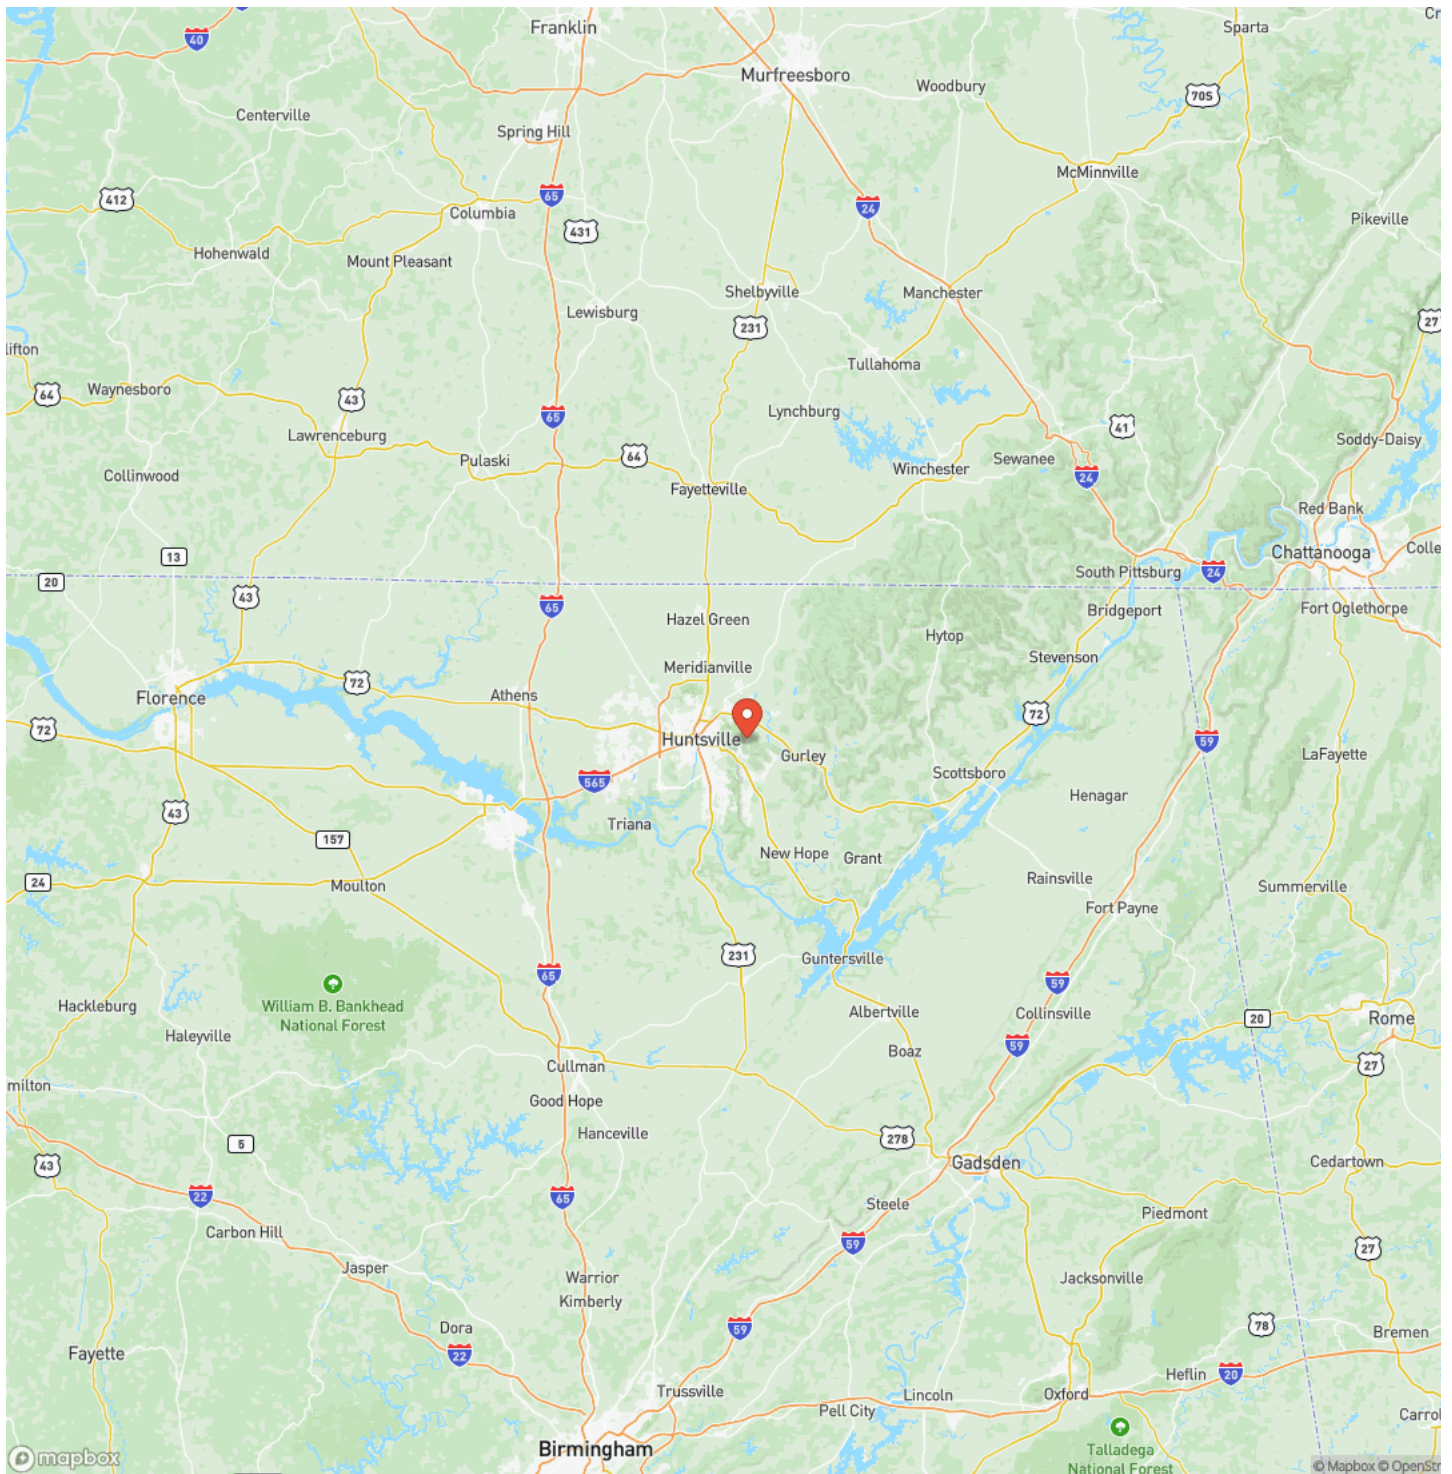 40
Franklin
Sparta
Murfreesboro
Woodbury
705
Centerville
Spring Hill
McMinnville
412
65
24
Columbia
431
Pikeville
Hohenwald
Mount Pleasant
Shelbyville
Manchester
Lewisburg
231
27
lifton
Tullahoma
Waynesboro
64
43
Lynchburg
65
41
Lawrenceburg
Soddy-Daisy
64
Pulaski
Sewanee
Winchester
Collinwood
24
Fayetteville
Red Bank
Chattanooga
Colle
13
20
South Pittsburg
24
43
65
Bridgeport
Fort Oglethorpe
Hazel Green
Hytop
Stevenson
Meridianville
72
Florence
Athens
72
72
Huntsville
59
Gurley
LaFayette
Scottsboro
565
Henagar
43
Triana
157
New Hope
Grant
24
Moulton
Rainsville
Summerville
Fort Payne
231
Guntersville
65
59
William B. Bankhead
National Forest
Hackleburg
Albertville
Collinsville
20
Rome
Haleyville
59
Boaz
Cullman
27
milton
Good Hope
Hanceville
278
5
Gadsden
Cedartown
43
22
65
Steele
Piedmont
Carbon Hill
59
27
Jasper
Warrior
Jacksonville
Kimberly
Dora
59
78
Bremen
Fayette
22
Heflin
20
Trussville
Lincoln
Oxford
Pell City
Carrol
Birmingham
Talladega
National Forest
mapbox
© Mapbox © OpenStr